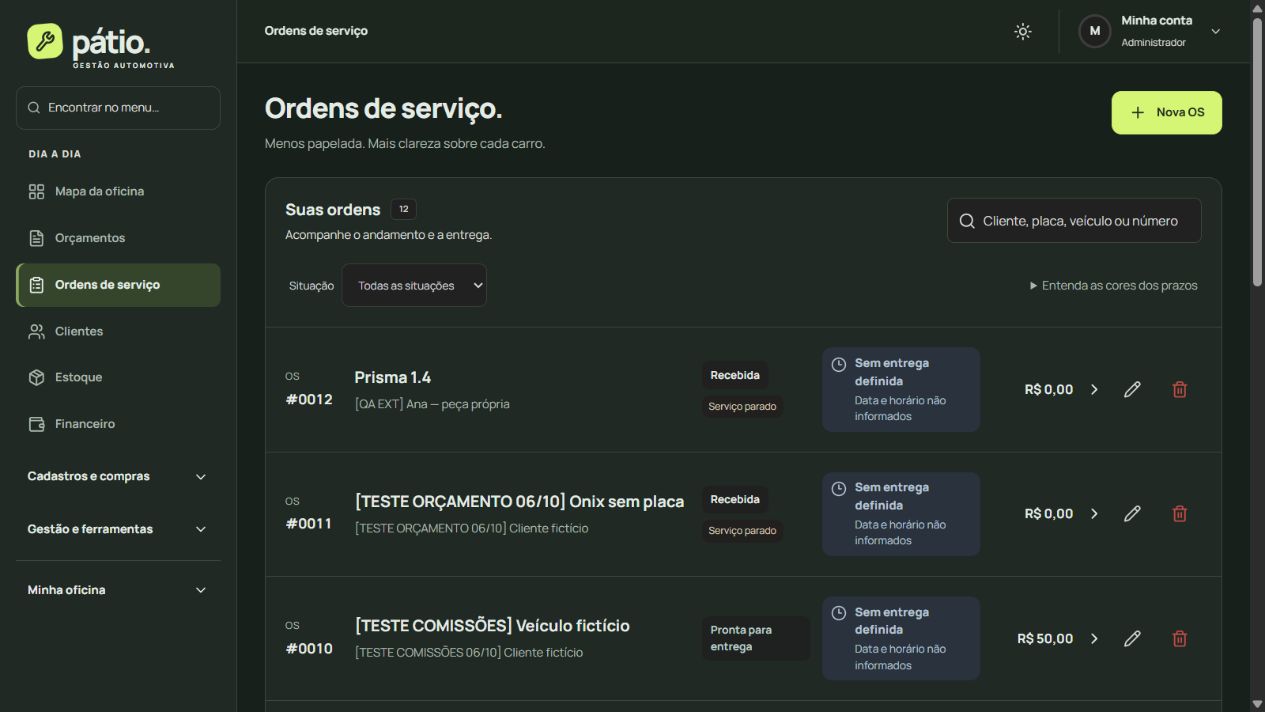 pátio.
GESTÃO AUTOMOTIVA
Encontrar no menu...
DIA A DIA
Mapa da oficina
Orçamentos
Ordens de serviço
Clientes
Estoque
Financeiro
Cadastros e compras
Gestão e ferramentas
Minha oficina
Ordens de serviço
M
Minha conta
Administrador
Ordens de serviço.
Menos papelada. Mais clareza sobre cada carro.
Nova OS
Suas ordens 12
Acompanhe o andamento e a entrega.
Cliente, placa, veículo ou número
Situação Todas as situações
Entenda as cores dos prazos
OS
#0012
Prisma 1.4
[QA EXT] Ana — peça própria
Recebida
Serviço parado
Sem entrega
definida
Data e horário não
informados
R$ 0,00
OS
#0011
[TESTE ORÇAMENTO 06/10] Onix sem placa
[TESTE ORÇAMENTO 06/10] Cliente fictício
Recebida
Serviço parado
Sem entrega
definida
Data e horário não
informados
R$ 0,00
OS
#0010
[TESTE COMISSÕES] Veículo fictício
[TESTE COMISSÕES 06/10] Cliente fictício
Pronta para
entrega
Sem entrega
definida
Data e horário não
informados
R$ 50,00